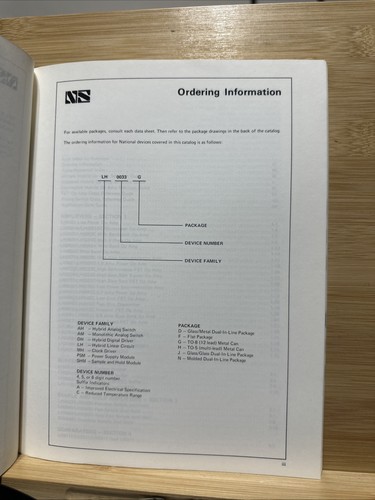 NS
Ordering Information
For available packages, consult each data sheet. Then refer to the package drawings in the back of the catalog.
The ordering information for National devices covered in this catalog is as follows:
LH 0033 G
PACKAGE
DEVICE NUMBER
DEVICE FAMILY
DEVICE FAMILY
AH – Hybrid Analog Switch
AM – Monolithic Analog Switch
DH – Hybrid Digital Driver
LH – Hybrid Linear Circuit
MH – Clock Driver
PSM – Power Supply Module
SHM – Sample and Hold Module
DEVICE NUMBER
4, 5, or 6 digit number
Suffix Indicators
A – Improved Electrical Specification
C – Reduced Temperature Range
PACKAGE
D – Glass/Metal Dual-In-Line Package
F – Flat Package
G – TO-8 (12 lead) Metal Can
H – TO-5 (multi-lead) Metal Can
J – Glass/Glass Dual-In-Line Package
N – Molded Dual-In-Line Package